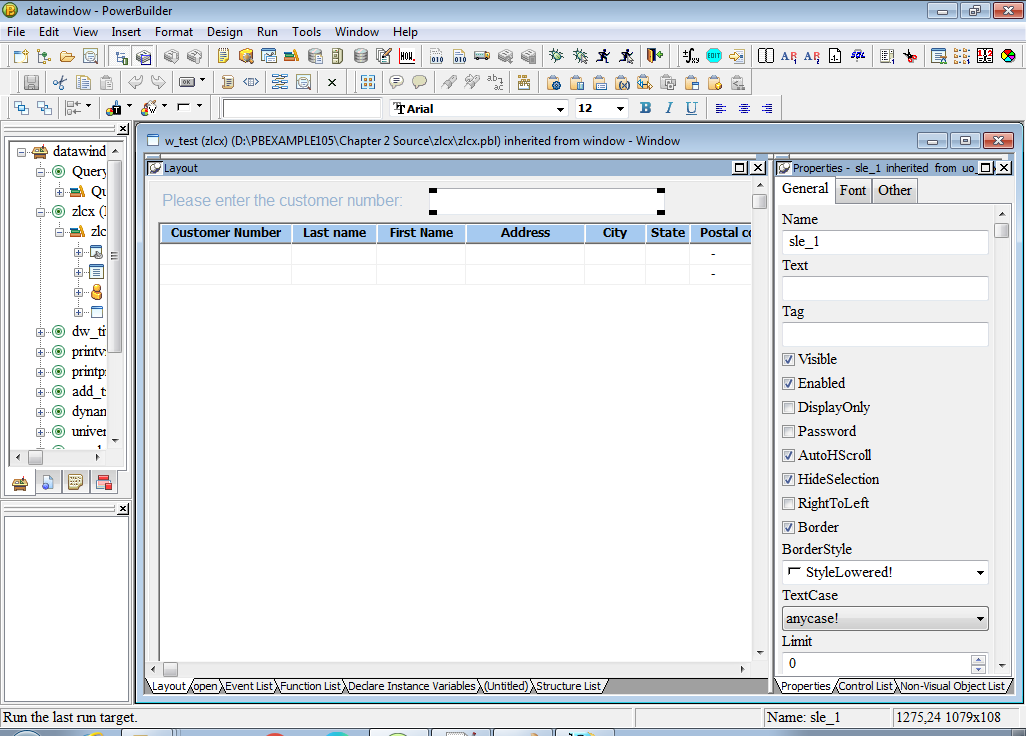 datawindow - PowerBuilder
File Edit View Insert Format Design Run Tools Window Help
Arial 12 B I U
w_test (zlcx) (D:\PBEXAMPLE105\Chapter 2 Source\zlcx\zlcx.pbl) inherited from window - Window
datawind
Query
Qu
zlcx (
zlc
dw_ti
printv
printp
add_t
dynan
univer
Layout
Please enter the customer number:
Customer Number Last name First Name Address City State Postal co
-
-
Layout open Event List Function List Declare Instance Variables (Untitled) Structure List
Properties - sle_1 inherited from uo_
General Font Other
Name
sle_1
Text
Tag
Visible
Enabled
DisplayOnly
Password
AutoHScroll
HideSelection
RightToLeft
Border
BorderStyle
StyleLowered!
TextCase
anycase!
Limit
0
Properties Control List Non-Visual Object List
Run the last run target. Name: sle_1 1275,24 1079x108